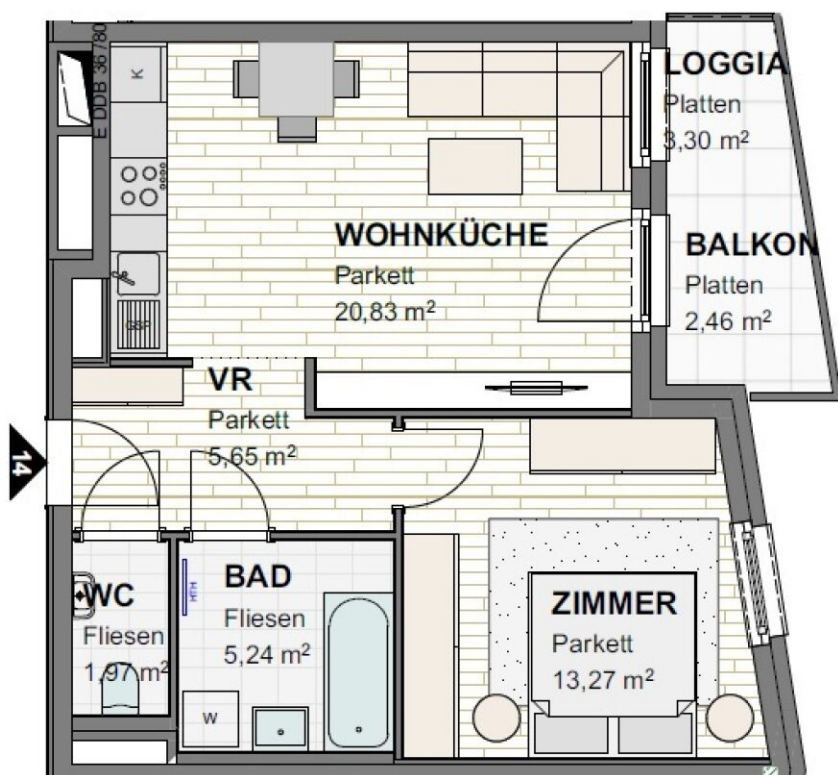 E DDB 36 /80
K
LOGGIA
Platten
3,30 m²
WOHNKÜCHE
Parkett
20,83 m²
BALKON
Platten
2,46 m²
GSP
VR
Parkett
5,65 m²
14
WC
Fliesen
1,97 m²
HTH
BAD
Fliesen
5,24 m²
W
ZIMMER
Parkett
13,27 m²